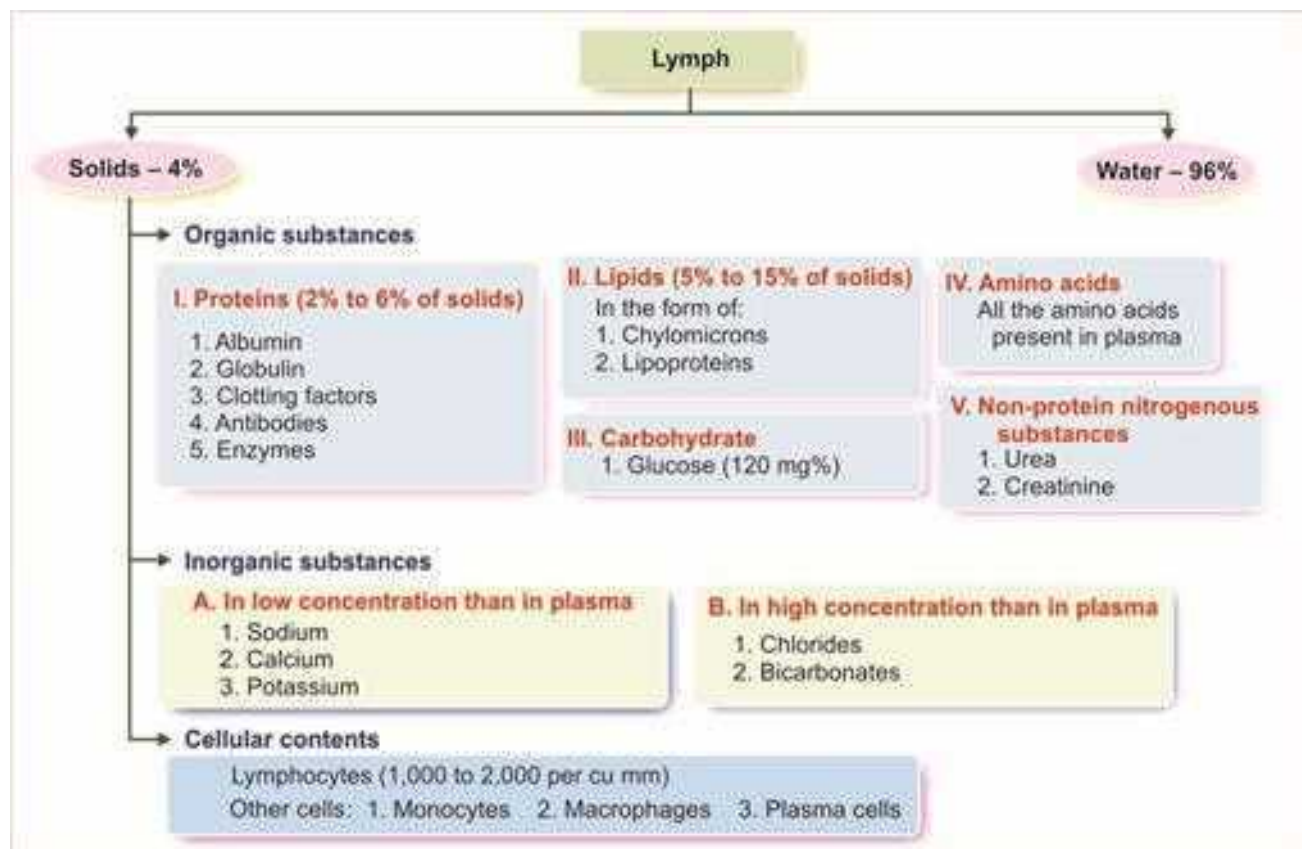 Lymph
Solids – 4%
Water – 96%
Organic substances
I. Proteins (2% to 6% of solids)
1. Albumin
2. Globulin
3. Clotting factors
4. Antibodies
5. Enzymes
II. Lipids (5% to 15% of solids)
In the form of:
1. Chylomicrons
2. Lipoproteins
III. Carbohydrate
1. Glucose (120 mg%)
IV. Amino acids
All the amino acids
present in plasma
V. Non-protein nitrogenous
substances
1. Urea
2. Creatinine
Inorganic substances
A. In low concentration than in plasma
1. Sodium
2. Calcium
3. Potassium
B. In high concentration than in plasma
1. Chlorides
2. Bicarbonates
Cellular contents
Lymphocytes (1,000 to 2,000 per cu mm)
Other cells: 1. Monocytes 2. Macrophages 3. Plasma cells